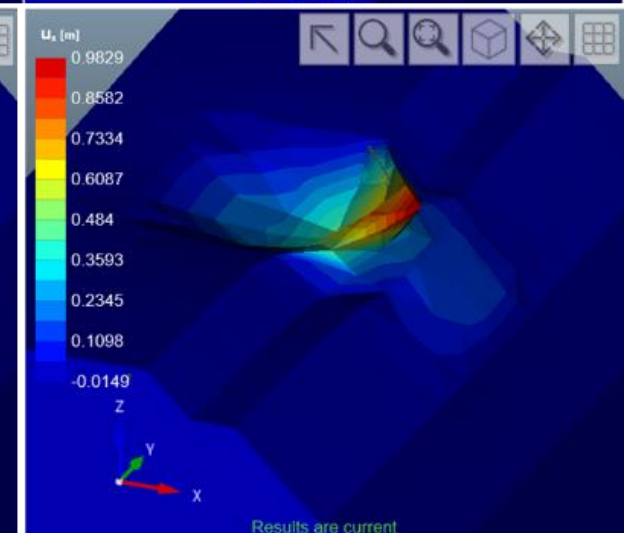 uₓ [m]
0.9829
0.8582
0.7334
0.6087
0.484
0.3593
0.2345
0.1098
-0.0149
Z
Y
X
Results are current